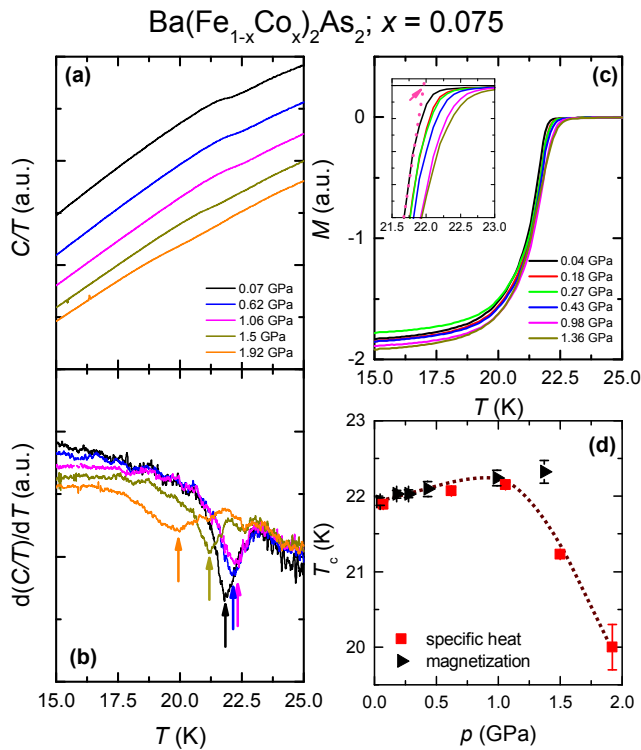 Ba(Fe1-xCox)2As2; x = 0.075
(a)
C/T (a.u.)
0.07 GPa
0.62 GPa
1.06 GPa
1.5 GPa
1.92 GPa
(b)
d(C/T)/dT (a.u.)
15.0 17.5 20.0 22.5 25.0
T (K)
(c)
21.5 22.0 22.5 23.0
M (a.u.)
0
-1
-2
0.04 GPa
0.18 GPa
0.27 GPa
0.43 GPa
0.98 GPa
1.36 GPa
15.0 17.5 20.0 22.5 25.0
T (K)
(d)
Tc (K)
23
22
21
20
specific heat
magnetization
0.0 0.5 1.0 1.5 2.0
p (GPa)